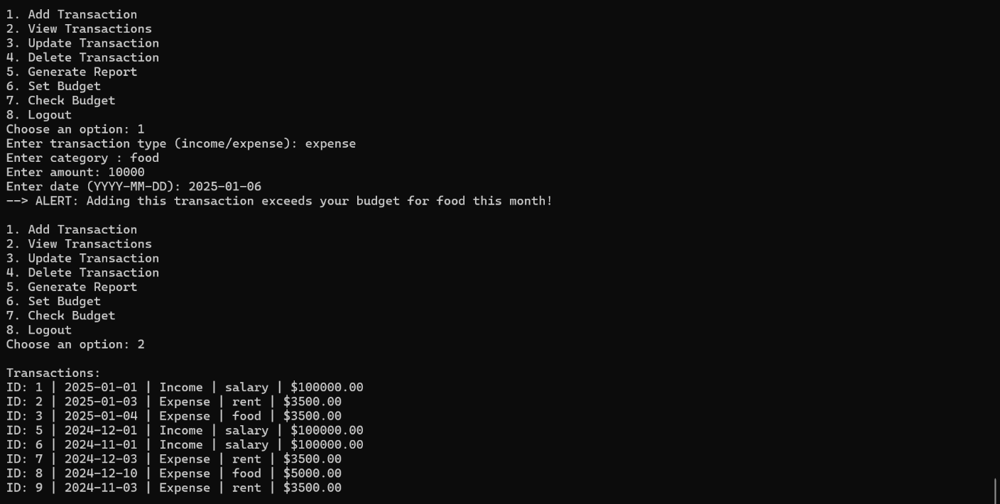 1. Add Transaction
2. View Transactions
3. Update Transaction
4. Delete Transaction
5. Generate Report
6. Set Budget
7. Check Budget
8. Logout
Choose an option: 1
Enter transaction type (income/expense): expense
Enter category : food
Enter amount: 10000
Enter date (YYYY-MM-DD): 2025-01-06
--> ALERT: Adding this transaction exceeds your budget for food this month!
1. Add Transaction
2. View Transactions
3. Update Transaction
4. Delete Transaction
5. Generate Report
6. Set Budget
7. Check Budget
8. Logout
Choose an option: 2
Transactions:
ID: 1 | 2025-01-01 | Income | salary | $100000.00
ID: 2 | 2025-01-03 | Expense | rent | $3500.00
ID: 3 | 2025-01-04 | Expense | food | $3500.00
ID: 5 | 2024-12-01 | Income | salary | $100000.00
ID: 6 | 2024-11-01 | Income | salary | $100000.00
ID: 7 | 2024-12-03 | Expense | rent | $3500.00
ID: 8 | 2024-12-10 | Expense | food | $5000.00
ID: 9 | 2024-11-03 | Expense | rent | $3500.00